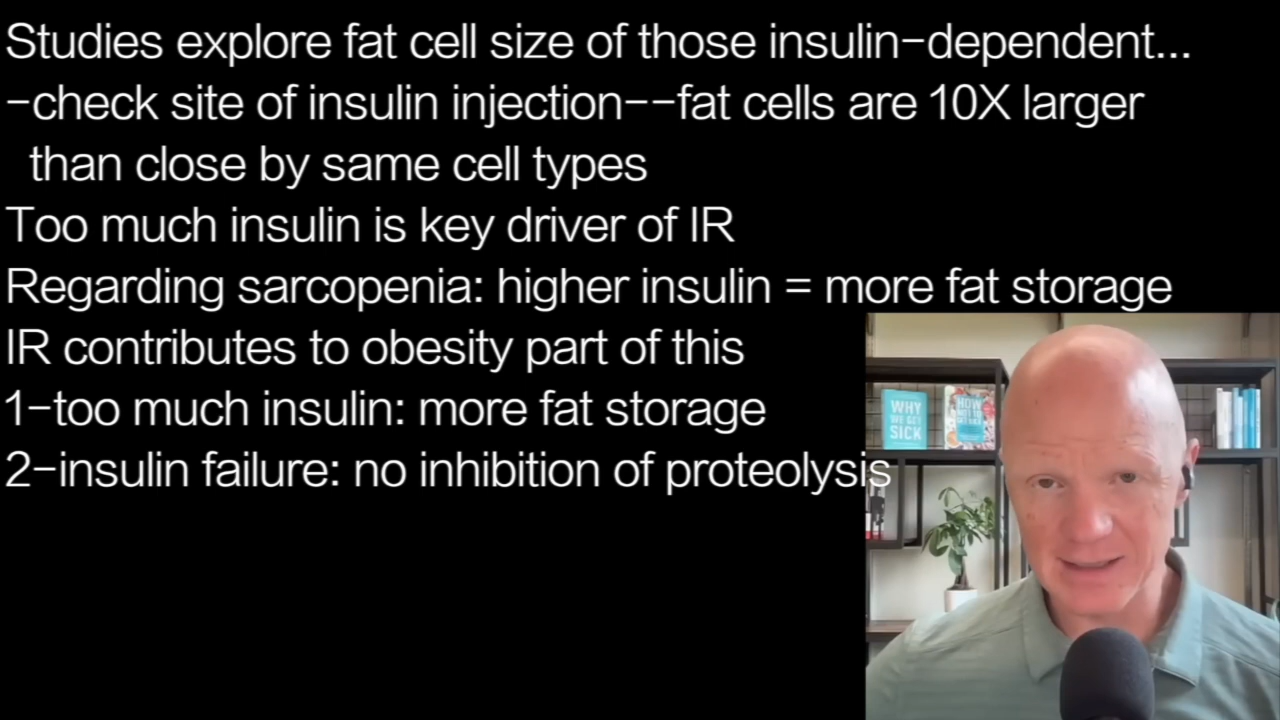 Studies explore fat cell size of those insulin-dependent...
-check site of insulin injection--fat cells are 10X larger
than close by same cell types
Too much insulin is key driver of IR
Regarding sarcopenia: higher insulin = more fat storage
IR contributes to obesity part of this
1-too much insulin: more fat storage
2-insulin failure: no inhibition of proteolysis
WHY
WE GET
SICK
HOW
NOT TO